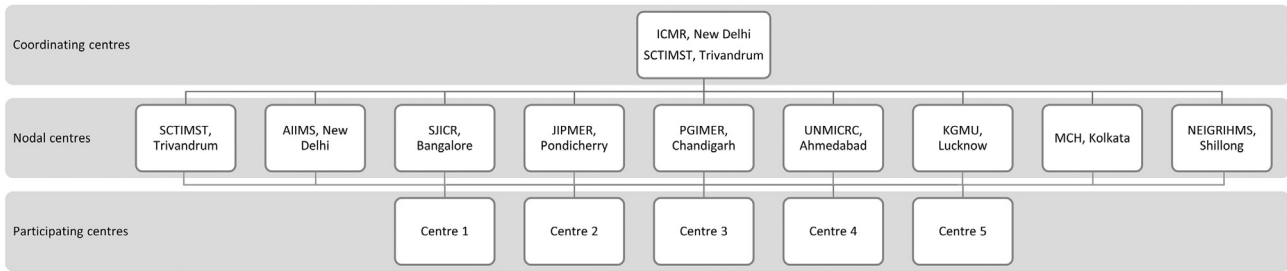 Coordinating centres
ICMR, New Delhi
SCTIMST, Trivandrum
Nodal centres
SCTIMST,
Trivandrum
AIIMS, New
Delhi
SJICR,
Bangalore
JIPMER,
Pondicherry
PGIMER,
Chandigarh
UNMICRC,
Ahmedabad
KGMU,
Lucknow
MCH, Kolkata
NEIGRIHMS,
Shillong
Participating centres
Centre 1
Centre 2
Centre 3
Centre 4
Centre 5